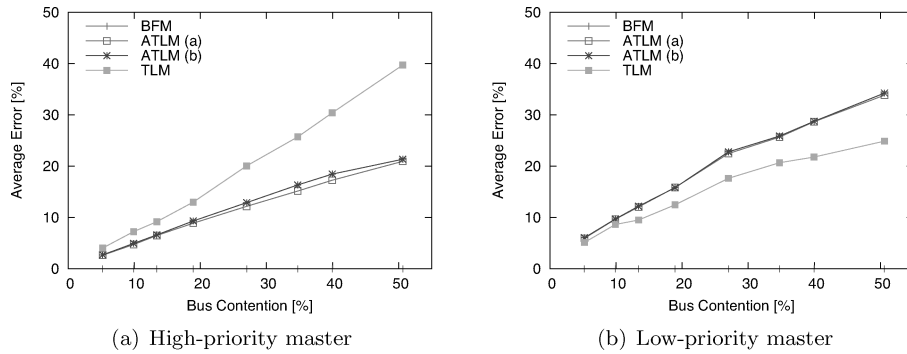 50
40
30
20
10
0
Average Error [%]
BFM
ATLM (a)
ATLM (b)
TLM
0 10 20 30 40 50
Bus Contention [%]
(a) High-priority master
50
40
30
20
10
0
Average Error [%]
BFM
ATLM (a)
ATLM (b)
TLM
0 10 20 30 40 50
Bus Contention [%]
(b) Low-priority master